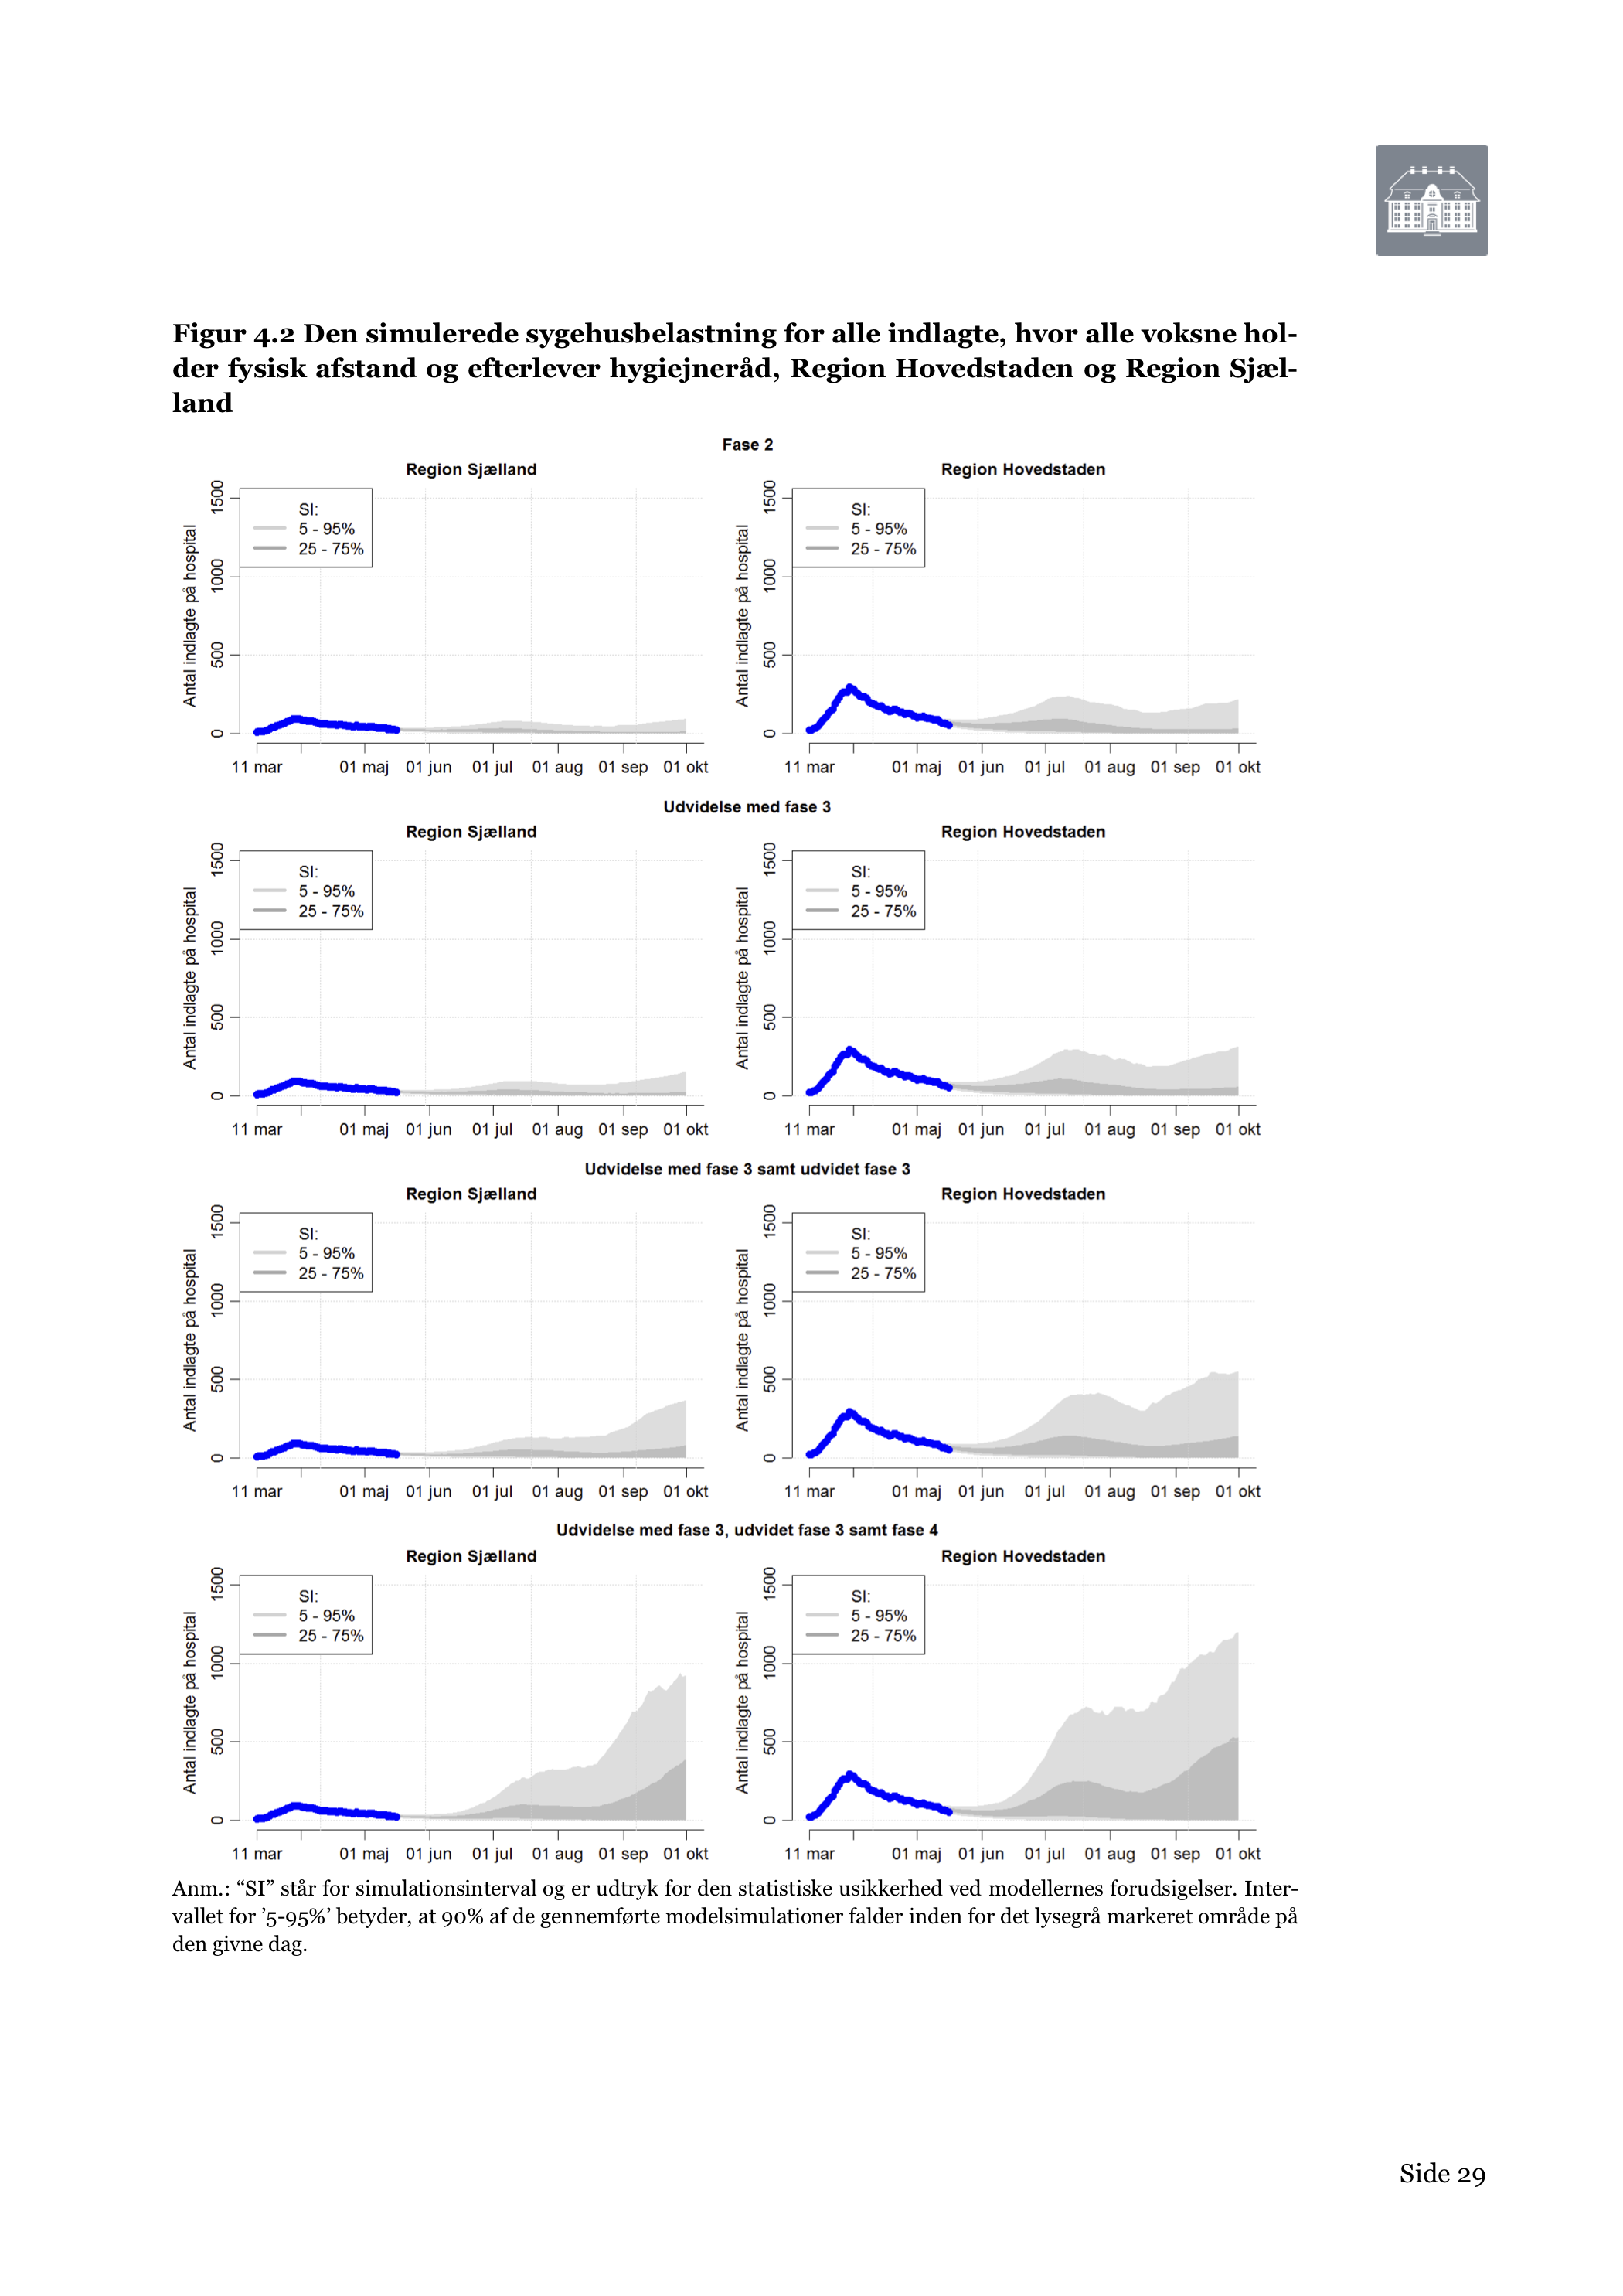 Figur 4.2 Den simulerede sygehusbelastning for alle indlagte, hvor alle voksne hol-
der fysisk afstand og efterlever hygiejneråd, Region Hovedstaden og Region Sjæl-
land
Fase 2
Region Sjælland
Antal indlagte på hospital
1500
1000
500
0
SI:
5 - 95%
25 - 75%
11 mar 01 maj 01 jun 01 jul 01 aug 01 sep 01 okt
Region Hovedstaden
Antal indlagte på hospital
1500
1000
500
0
SI:
5 - 95%
25 - 75%
11 mar 01 maj 01 jun 01 jul 01 aug 01 sep 01 okt
Udvidelse med fase 3
Region Sjælland
Antal indlagte på hospital
1500
1000
500
0
SI:
5 - 95%
25 - 75%
11 mar 01 maj 01 jun 01 jul 01 aug 01 sep 01 okt
Region Hovedstaden
Antal indlagte på hospital
1500
1000
500
0
SI:
5 - 95%
25 - 75%
11 mar 01 maj 01 jun 01 jul 01 aug 01 sep 01 okt
Udvidelse med fase 3 samt udvidet fase 3
Region Sjælland
Antal indlagte på hospital
1500
1000
500
0
SI:
5 - 95%
25 - 75%
11 mar 01 maj 01 jun 01 jul 01 aug 01 sep 01 okt
Region Hovedstaden
Antal indlagte på hospital
1500
1000
500
0
SI:
5 - 95%
25 - 75%
11 mar 01 maj 01 jun 01 jul 01 aug 01 sep 01 okt
Udvidelse med fase 3, udvidet fase 3 samt fase 4
Region Sjælland
Antal indlagte på hospital
1500
1000
500
0
SI:
5 - 95%
25 - 75%
11 mar 01 maj 01 jun 01 jul 01 aug 01 sep 01 okt
Region Hovedstaden
Antal indlagte på hospital
1500
1000
500
0
SI:
5 - 95%
25 - 75%
11 mar 01 maj 01 jun 01 jul 01 aug 01 sep 01 okt
Anm.: “SI” står for simulationsinterval og er udtryk for den statistiske usikkerhed ved modellernes forudsigelser. Inter-
vallet for ’5-95%’ betyder, at 90% af de gennemførte modelsimulationer falder inden for det lysegrå markeret område på
den givne dag.
Side 29